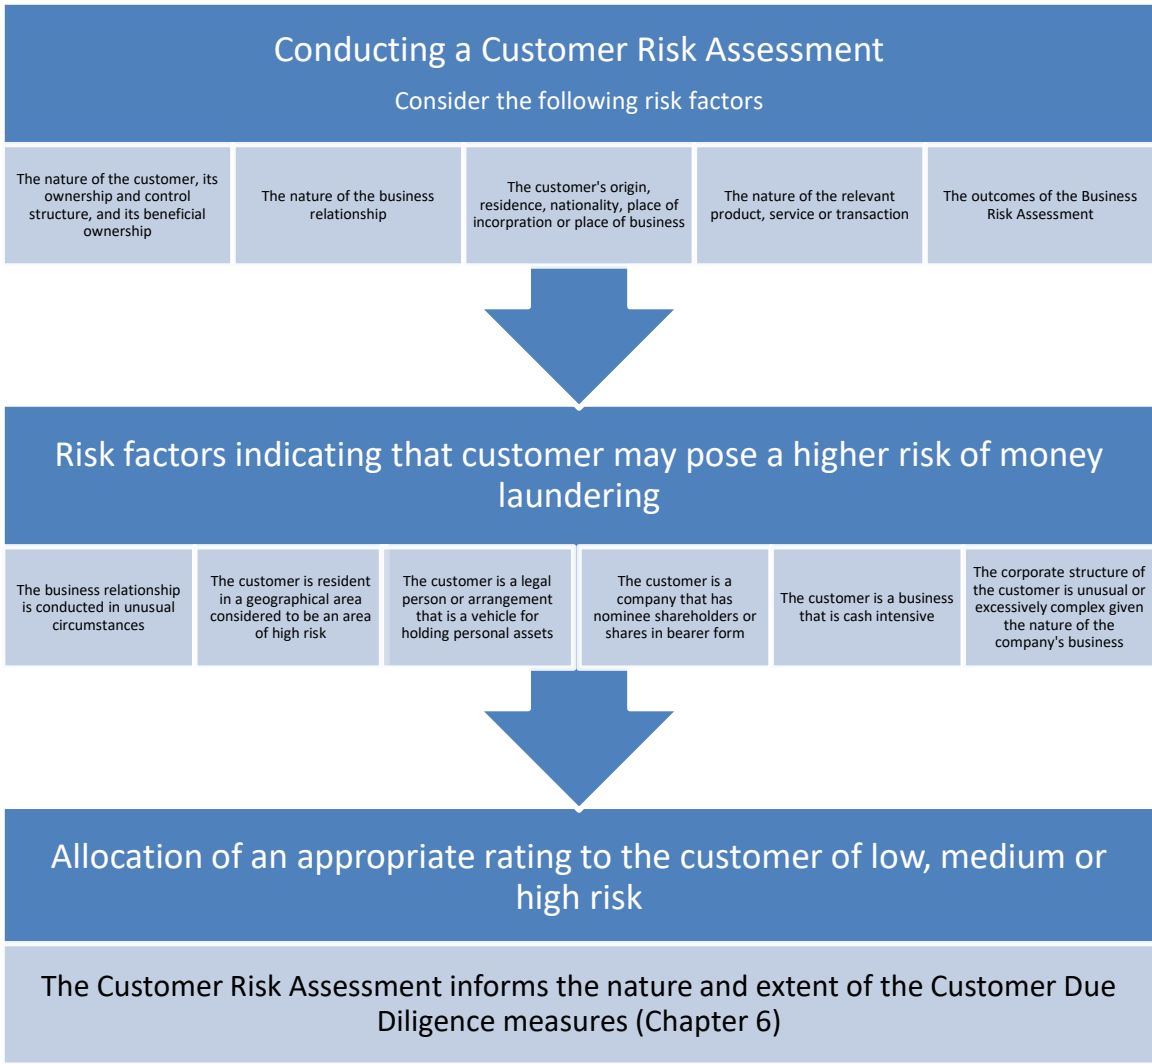 Conducting a Customer Risk Assessment
Consider the following risk factors
The nature of the customer, its
ownership and control
structure, and its beneficial
ownership
The nature of the business
relationship
The customer's origin,
residence, nationality, place of
incorpration or place of business
The nature of the relevant
product, service or transaction
The outcomes of the Business
Risk Assessment
Risk factors indicating that customer may pose a higher risk of money
laundering
The business relationship
is conducted in unusual
circumstances
The customer is resident
in a geographical area
considered to be an area
of high risk
The customer is a legal
person or arrangement
that is a vehicle for
holding personal assets
The customer is a
company that has
nominee shareholders or
shares in bearer form
The customer is a business
that is cash intensive
The corporate structure of
the customer is unusual or
excessively complex given
the nature of the
company's business
Allocation of an appropriate rating to the customer of low, medium or
high risk
The Customer Risk Assessment informs the nature and extent of the Customer Due
Diligence measures (Chapter 6)